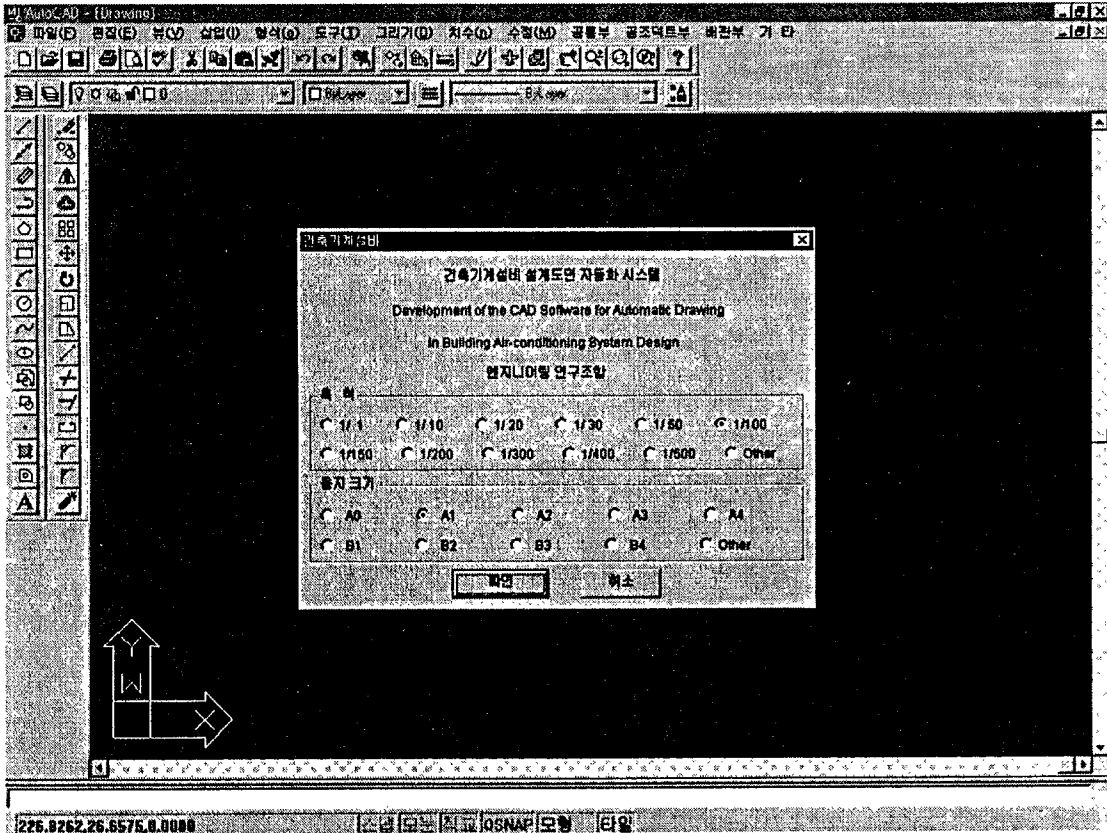 AutoCAD - [Drawing]
파일(F) 편집(E) 뷰(V) 삽입(I) 형식(o) 도구(T) 그리기(D) 치수(n) 수정(M) 공통부 공조덕트부 배관부 기 타
0 ByLayer ByLayer
건축기계설비
건축기계설비 설계도면 자동화 시스템
Development of the CAD Software for Automatic Drawing
in Building Air-conditioning System Design
엔지니어링 연구조합
축 척
1/ 1 1/ 10 1/ 20 1/ 30 1/ 50 1/100
1/150 1/200 1/300 1/400 1/500 Other
용지 크기
A0 A1 A2 A3 A4
B1 B2 B3 B4 Other
확인 취소
Y
W
X
A
226.8262,26.6575,0.0000 스냅 모눈 직교 OSNAP 모형 타일